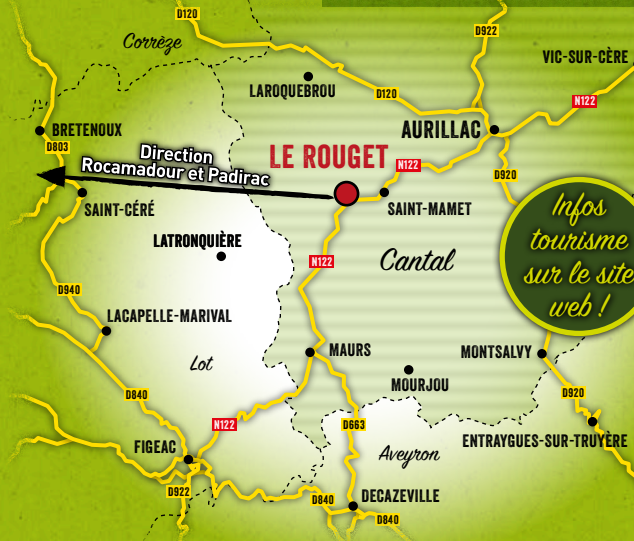 D120
D922
Corrèze
VIC-SUR-CÈRE
LAROQUEBROU
D120
N122
BRETENOUX
AURILLAC
D803
Direction
Rocamadour et Padirac
LE ROUGET
N122
D920
SAINT-CÉRÉ
SAINT-MAMET
Infos
tourisme
sur le site
web !
LATRONQUIÈRE
N122
Cantal
D940
LACAPELLE-MARIVAL
Lot
MAURS
MONTSALVY
MOURJOU
D840
D920
N122
D663
FIGEAC
Aveyron
ENTRAYGUES-SUR-TRUYÈRE
D922
D840
DECAZEVILLE
D840